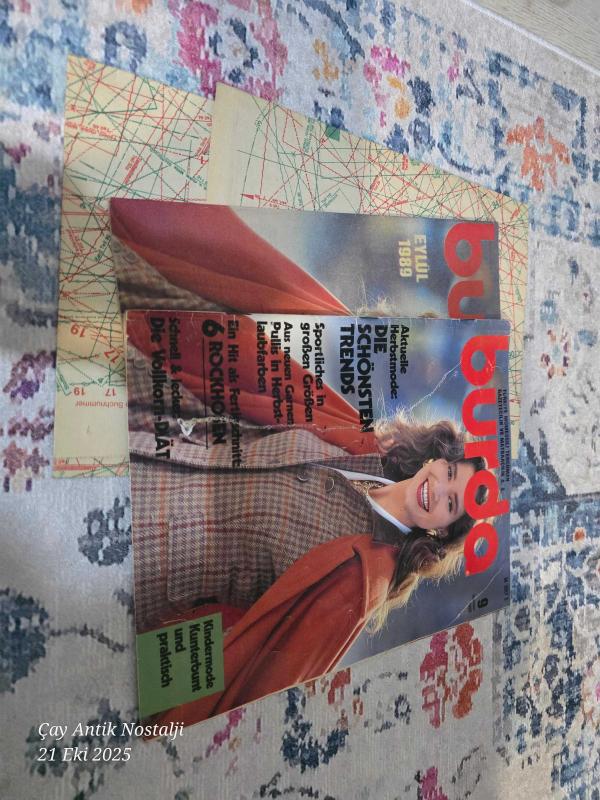 burda
EYLÜL
1989
burda
9
Aktuelle
Herbstmode:
DIE
SCHÖNSTEN
TRENDS
Sportliches in
großen Größen
Aus neuen Garnen:
Pullis in Herbst-
laubfarben
Ein Hit als Fertigschnitt:
6 ROCKHOSEN
Schnell & lecker:
Die Vollkorn-DIÄT
Kindermode
Kunterbunt
und
praktisch
17
19
17
19
Suchnummer
Çay Antik Nostalji
21 Eki 2025